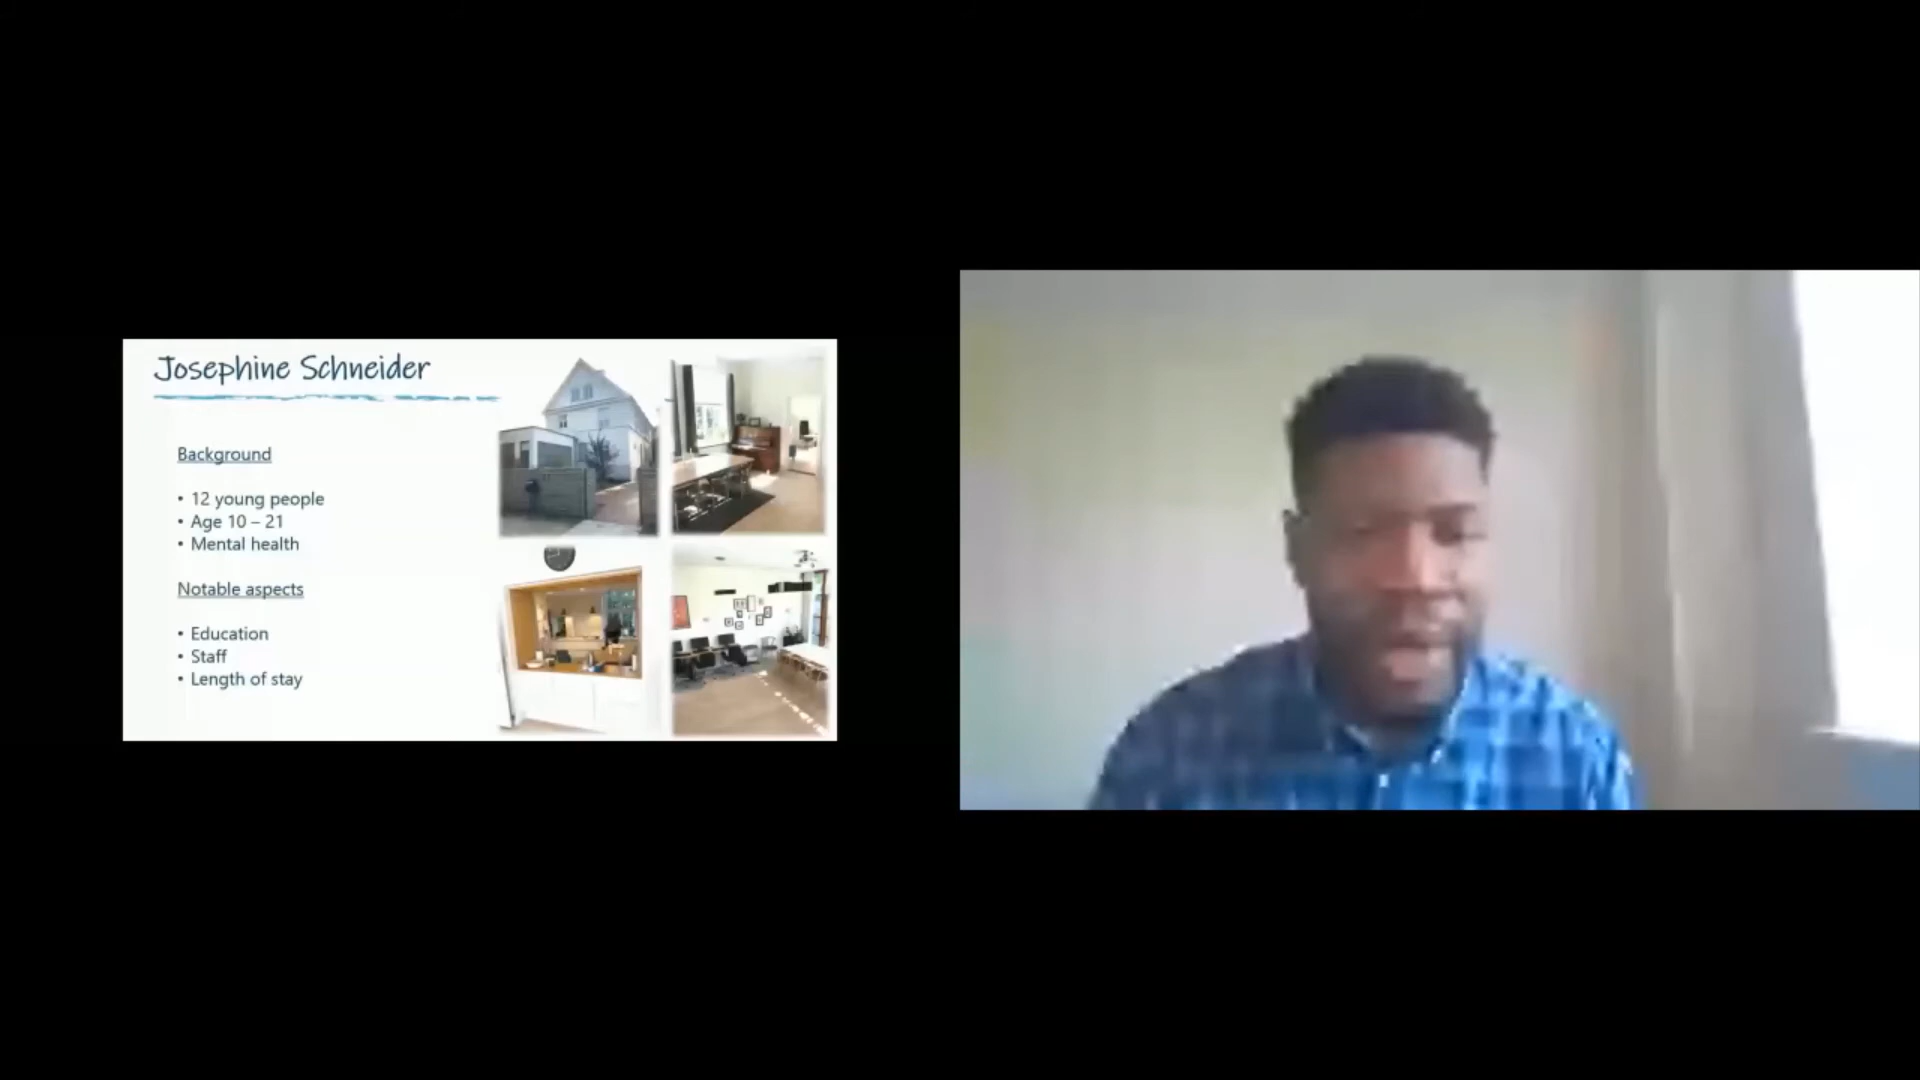 Josephine Schneider
Background
• 12 young people
• Age 10 – 21
• Mental health
Notable aspects
• Education
• Staff
• Length of stay